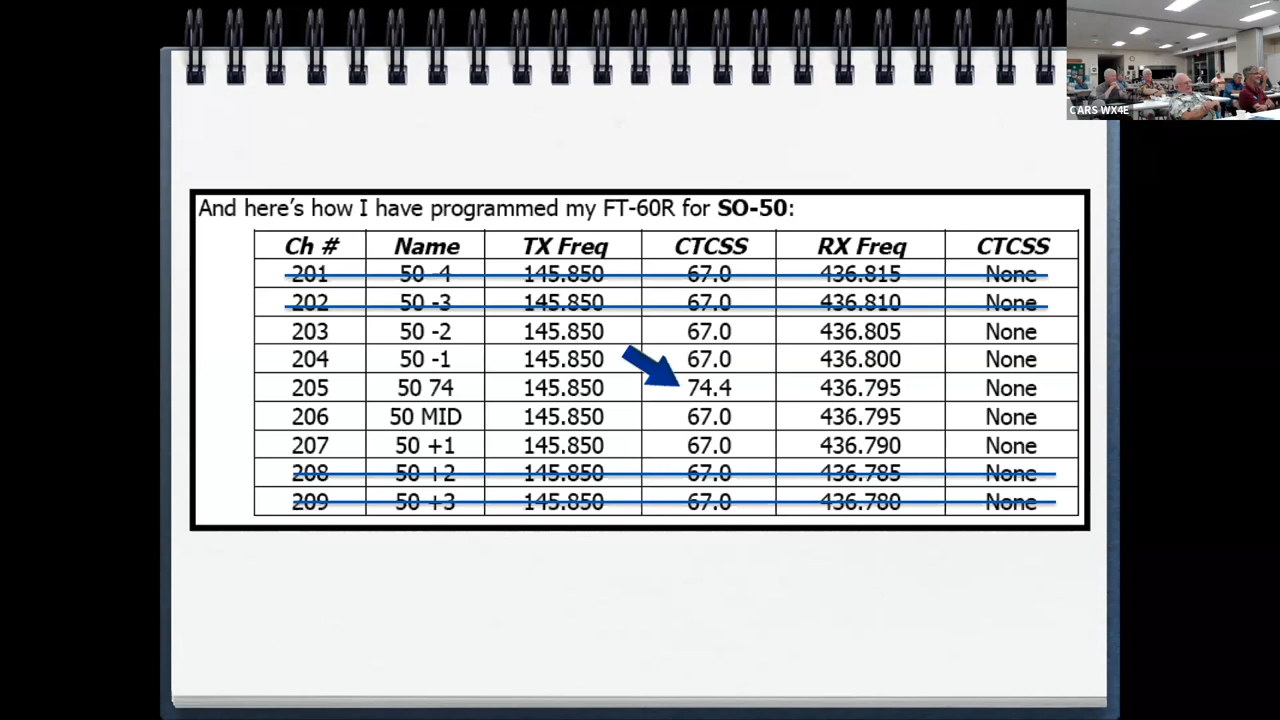 CARS WX4E
And here's how I have programmed my FT-60R for SO-50:
Ch # Name TX Freq CTCSS RX Freq CTCSS
201 50 -4 145.850 67.0 436.815 None
202 50 -3 145.850 67.0 436.810 None
203 50 -2 145.850 67.0 436.805 None
204 50 -1 145.850 67.0 436.800 None
205 50 74 145.850 74.4 436.795 None
206 50 MID 145.850 67.0 436.795 None
207 50 +1 145.850 67.0 436.790 None
208 50 +2 145.850 67.0 436.785 None
209 50 +3 145.850 67.0 436.780 None